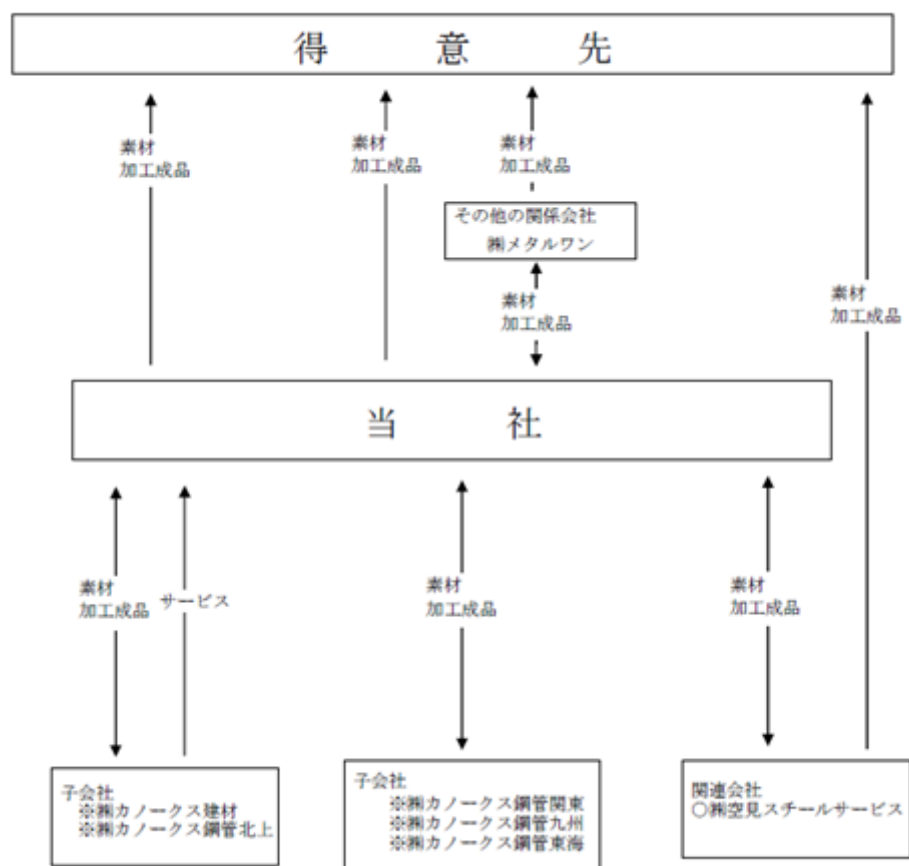 得意先
素材
加工成品
素材
加工成品
素材
加工成品
その他の関係会社
㈱メタルワン
素材
加工成品
素材
加工成品
当社
素材
加工成品
サービス
素材
加工成品
素材
加工成品
子会社
※㈱カノークス建材
※㈱カノークス鋼管北上
子会社
※㈱カノークス鋼管関東
※㈱カノークス鋼管九州
※㈱カノークス鋼管東海
関連会社
○㈱空見スチールサービス